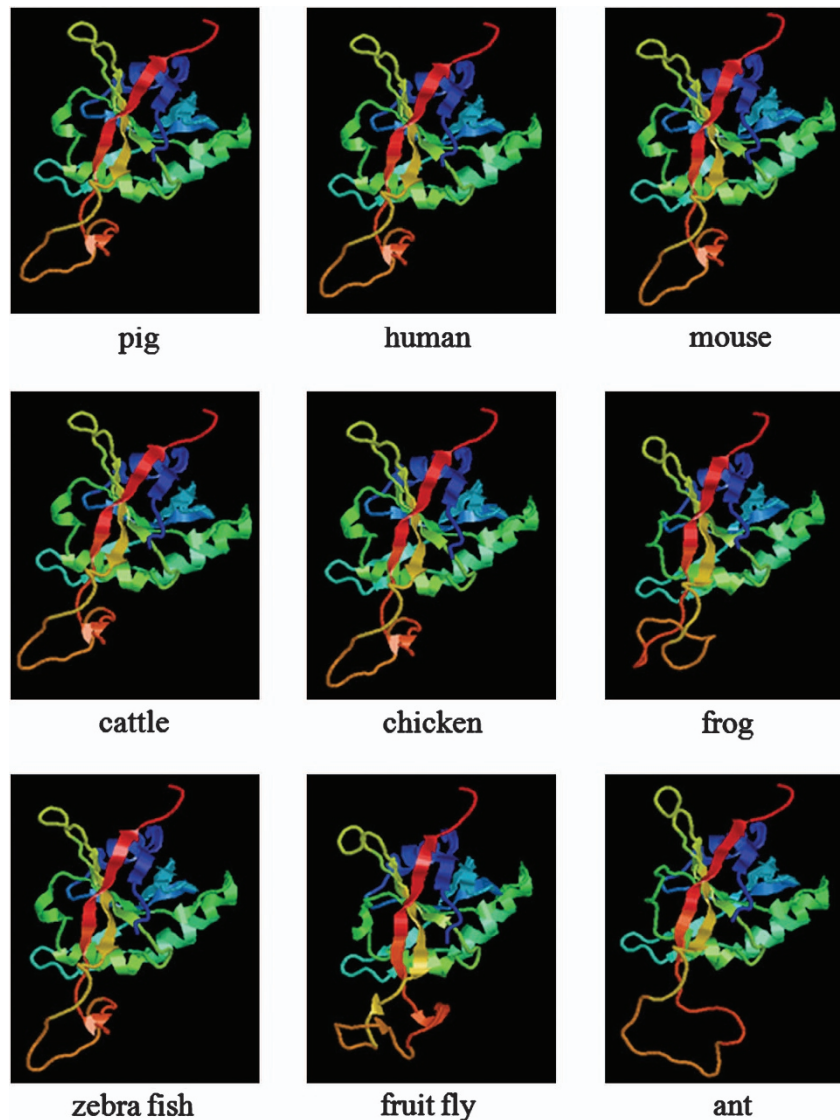 pig
human
mouse
cattle
chicken
frog
zebra fish
fruit fly
ant